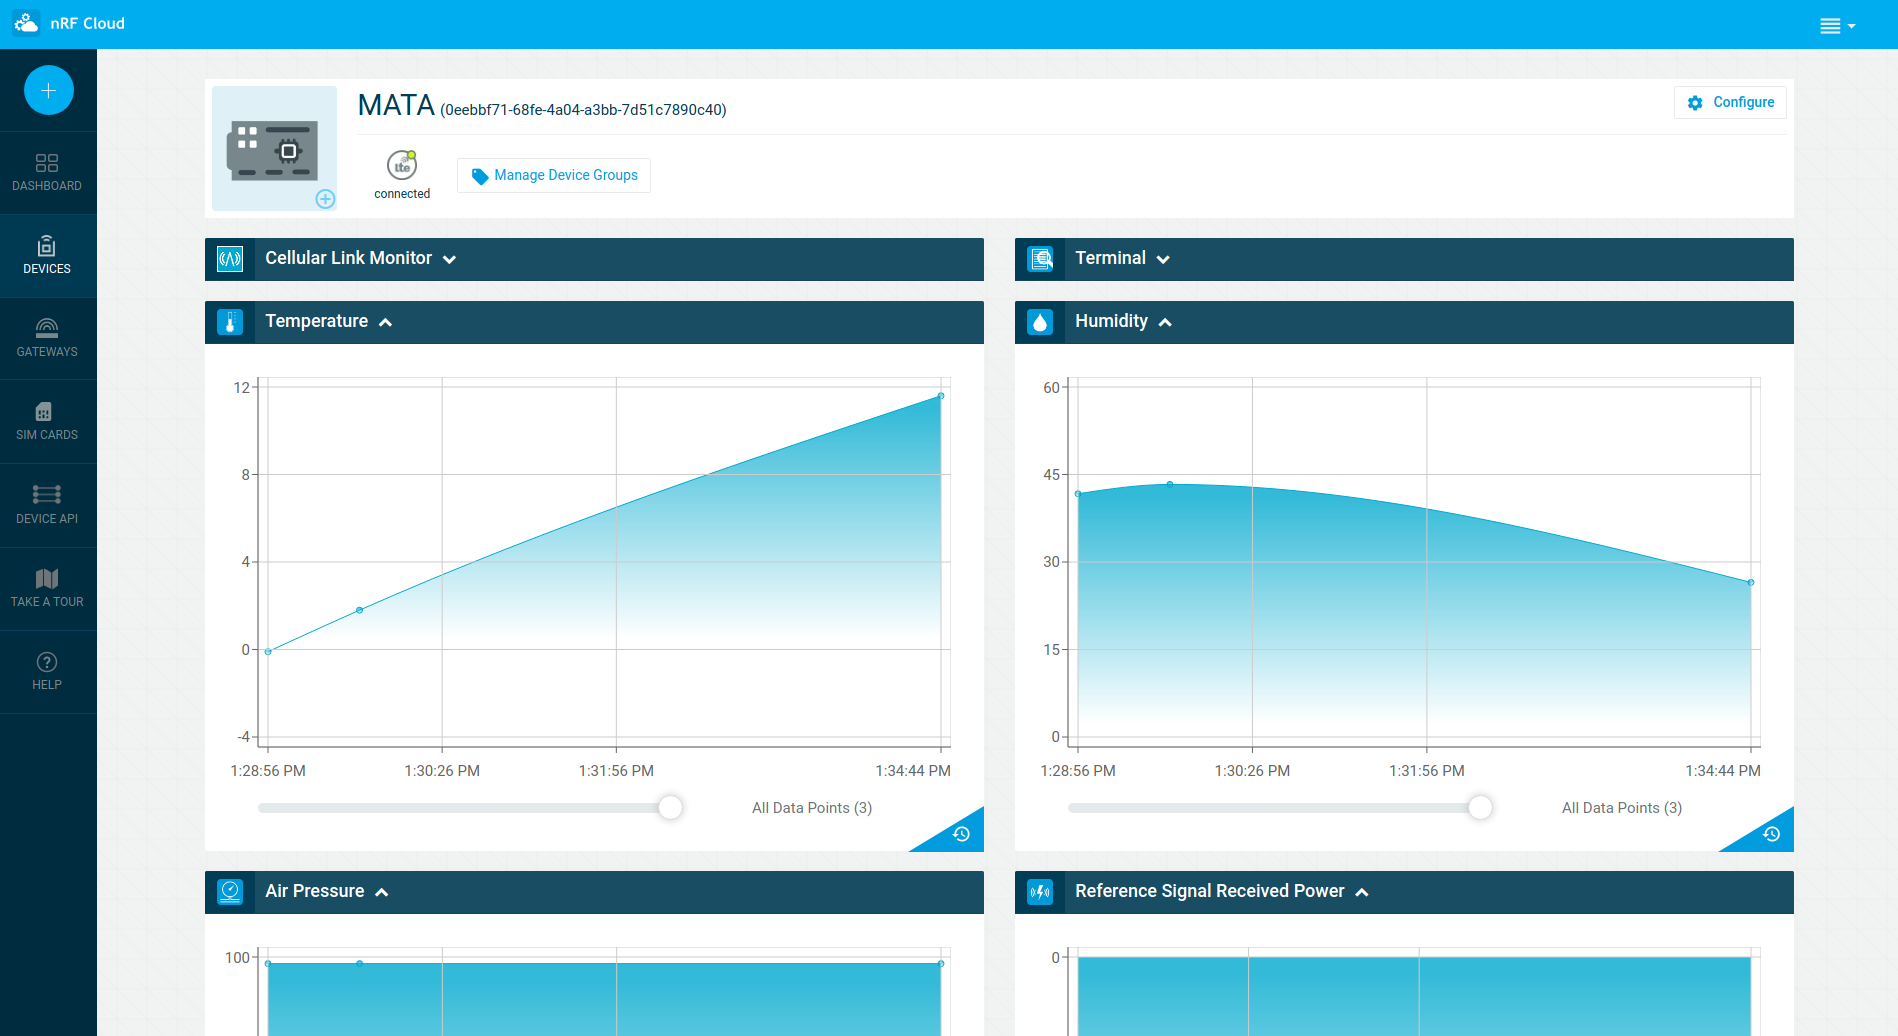 nRF Cloud
DASHBOARD
DEVICES
GATEWAYS
SIM CARDS
DEVICE API
TAKE A TOUR
HELP
MATA (0eebbf71-68fe-4a04-a3bb-7d51c7890c40)
Configure
lte
connected
Manage Device Groups
Cellular Link Monitor
Terminal
Temperature
12
8
4
0
-4
1:28:56 PM 1:30:26 PM 1:31:56 PM 1:34:44 PM
All Data Points (3)
Humidity
60
45
30
15
0
1:28:56 PM 1:30:26 PM 1:31:56 PM 1:34:44 PM
All Data Points (3)
Air Pressure
100
Reference Signal Received Power
0